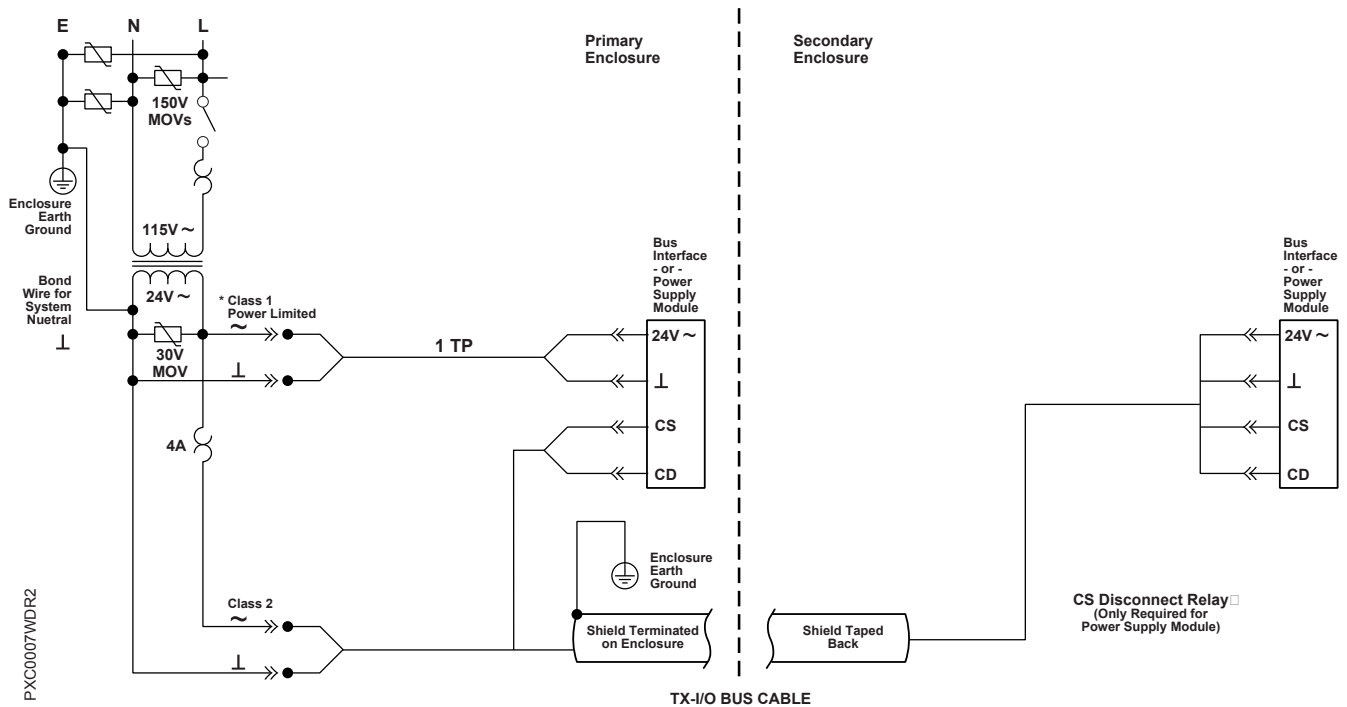 E N L
150V
MOVs
Enclosure
Earth
Ground
115V ~
Bond
Wire for
System
Nuetral
⊥
24V ~
* Class 1
Power Limited
~
30V
MOV
⊥
1 TP
4A
Class 2
~
⊥
Primary
Enclosure
Bus
Interface
- or -
Power
Supply
Module
24V ~
⊥
CS
CD
Enclosure
Earth
Ground
Shield Terminated
on Enclosure
Secondary
Enclosure
Bus
Interface
- or -
Power
Supply
Module
24V ~
⊥
CS
CD
Shield Taped
Back
CS Disconnect Relay□
(Only Required for
Power Supply Module)
TX-I/O BUS CABLE
PXC0007WDR2